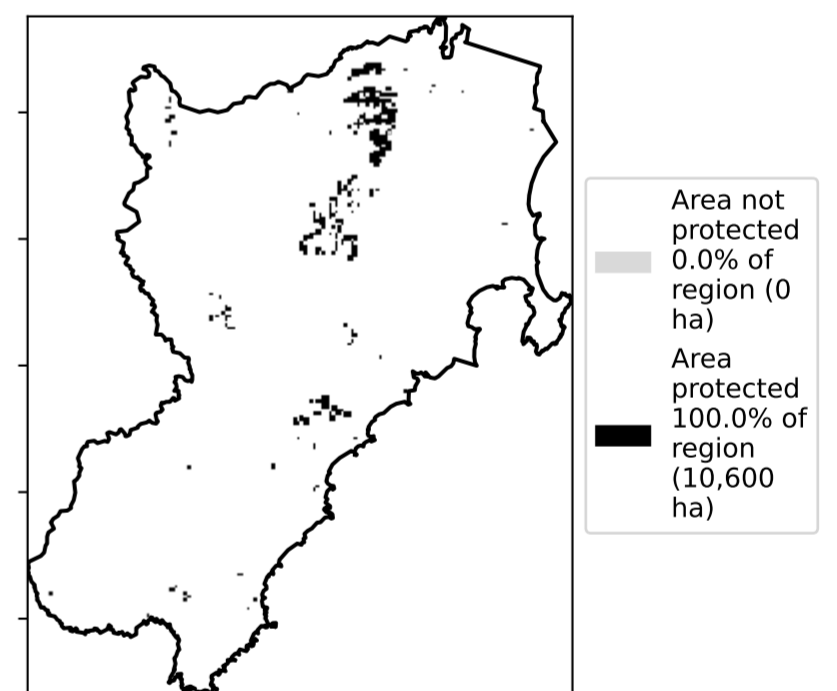 Area not
protected
0.0% of
region (0
ha)
Area
protected
100.0% of
region
(10,600
ha)